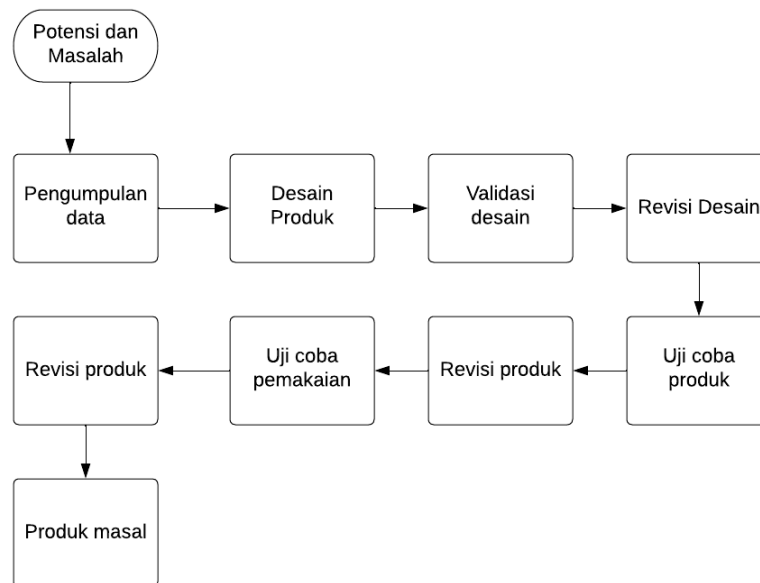 Potensi dan
Masalah
Pengumpulan
data
Desain
Produk
Validasi
desain
Revisi Desain
Uji coba
produk
Revisi produk
Uji coba
pemakaian
Revisi produk
Produk masal